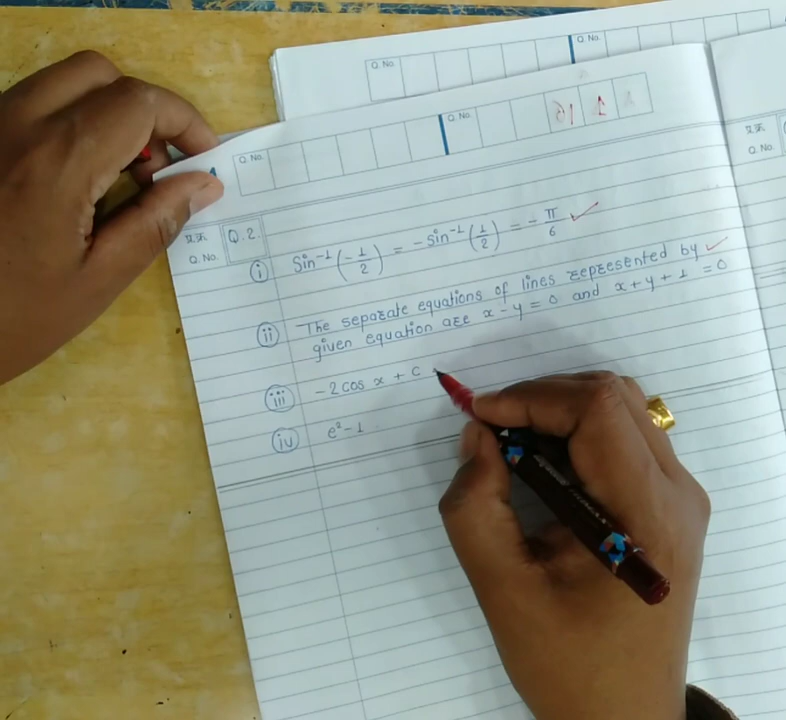 Q. No.
Q. No.
Q. No.
Q. No.
Q. No.
Q. 2.
Q. No.
i Sin⁻¹(-1/2) = -sin⁻¹(1/2) = -π/6 ✓
ii The separate equations of lines represented by ✓
given equation are x - y = 0 and x + y + 1 = 0
iii -2 cos x + c
iv e² - 1